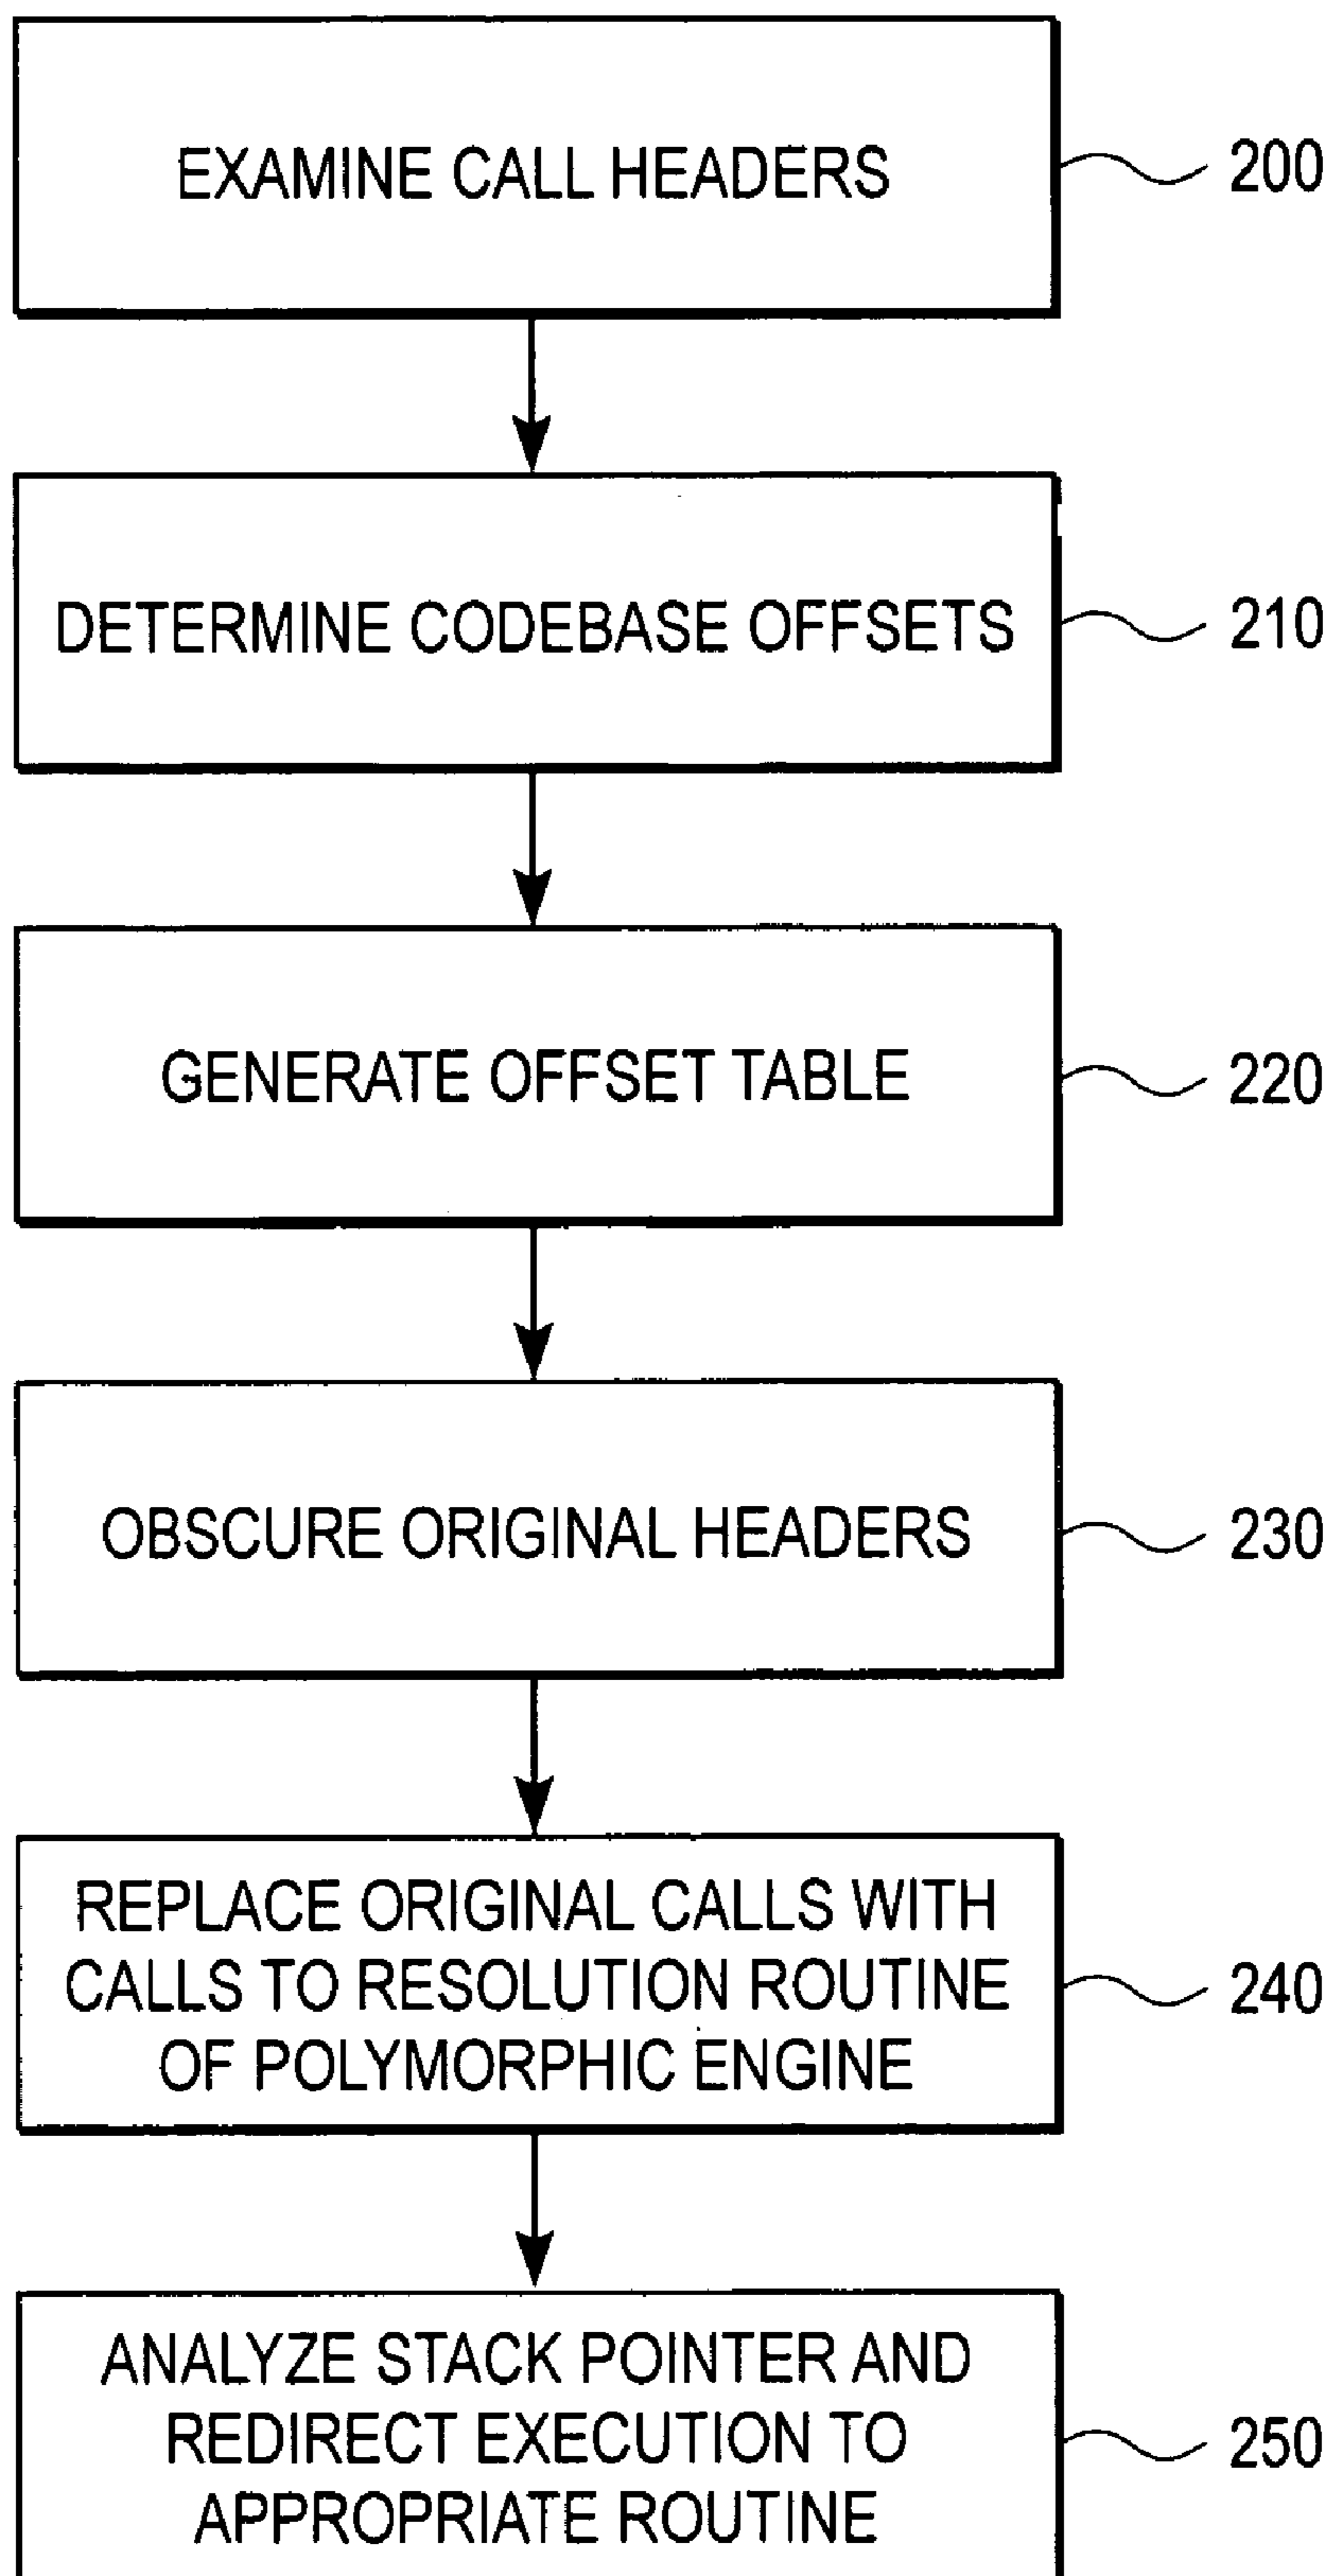 EXAMINE CALL HEADERS
200
DETERMINE CODEBASE OFFSETS
210
GENERATE OFFSET TABLE
220
OBSCURE ORIGINAL HEADERS
230
REPLACE ORIGINAL CALLS WITH
CALLS TO RESOLUTION ROUTINE
OF POLYMORPHIC ENGINE
240
ANALYZE STACK POINTER AND
REDIRECT EXECUTION TO
APPROPRIATE ROUTINE
250